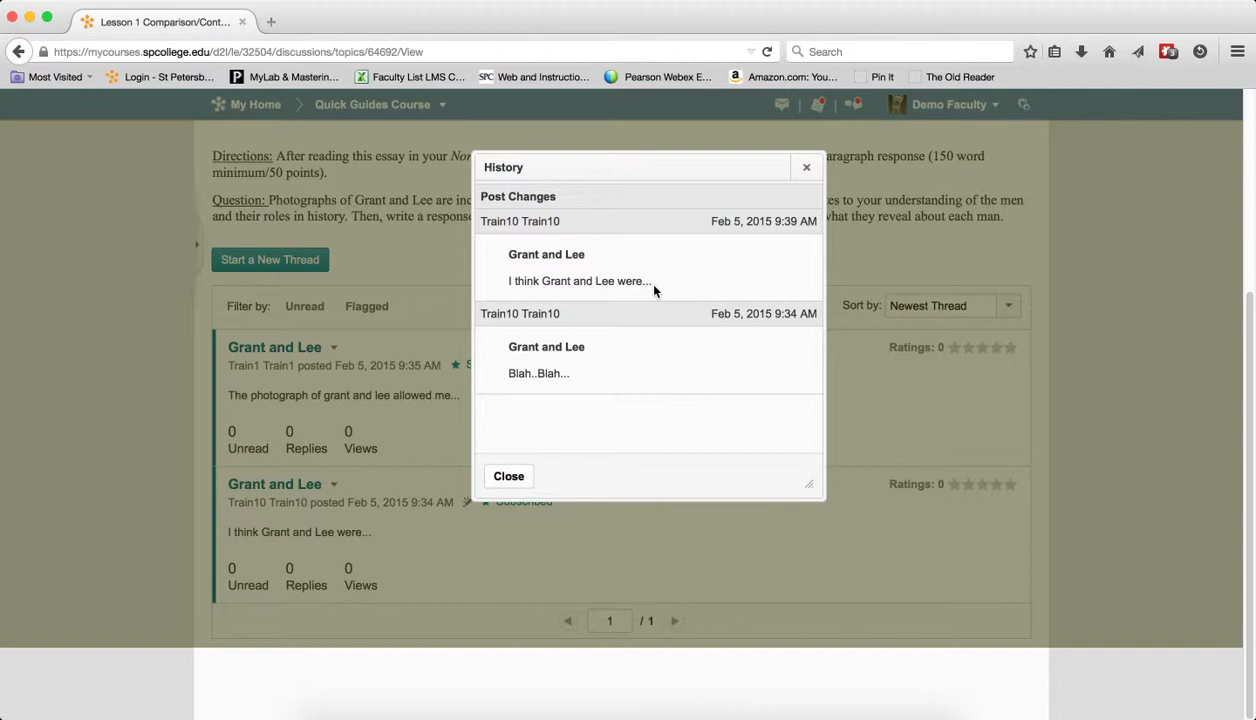 Lesson 1 Comparison/Cont...
https://mycourses.spcollege.edu/d2l/le/32504/discussions/topics/64692/View
Search
Most Visited
Login - St Petersb...
MyLab & Mastering...
Faculty List LMS C...
SPC Web and Instructio...
Pearson Webex E...
Amazon.com: You...
Pin It
The Old Reader
My Home
Quick Guides Course
Demo Faculty
Directions: After reading this essay in your Nor
aragraph response (150 word
minimum/50 points).
Question: Photographs of Grant and Lee are inc
tes to your understanding of the men
and their roles in history. Then, write a respons
what they reveal about each man.
Start a New Thread
Filter by: Unread Flagged
Sort by: Newest Thread
Grant and Lee
Ratings: 0
Train1 Train1 posted Feb 5, 2015 9:35 AM
The photograph of grant and lee allowed me...
0 0 0
Unread Replies Views
Grant and Lee
Ratings: 0
Train10 Train10 posted Feb 5, 2015 9:34 AM
Subscribed
I think Grant and Lee were...
0 0 0
Unread Replies Views
1 / 1
History
Post Changes
Train10 Train10 Feb 5, 2015 9:39 AM
Grant and Lee
I think Grant and Lee were...
Train10 Train10 Feb 5, 2015 9:34 AM
Grant and Lee
Blah..Blah...
Close